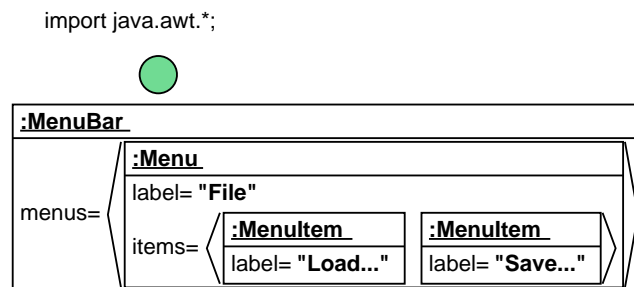 import java.awt.*;
:MenuBar
:Menu
label= "File"
menus=
items=
:MenuItem :MenuItem
label= "Load..." label= "Save..."